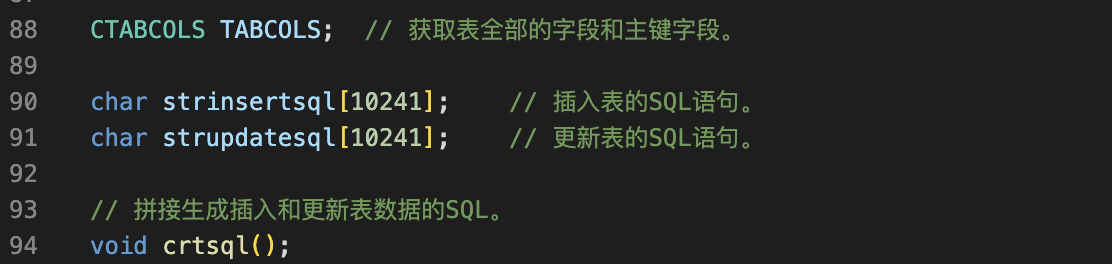 88 CTABCOLS TABCOLS;  // 获取表全部的字段和主键字段。
89
90 char strinsertsql[10241];    // 插入表的SQL语句。
91 char strupdatesql[10241];    // 更新表的SQL语句。
92
93 // 拼接生成插入和更新表数据的SQL。
94 void crtsql();